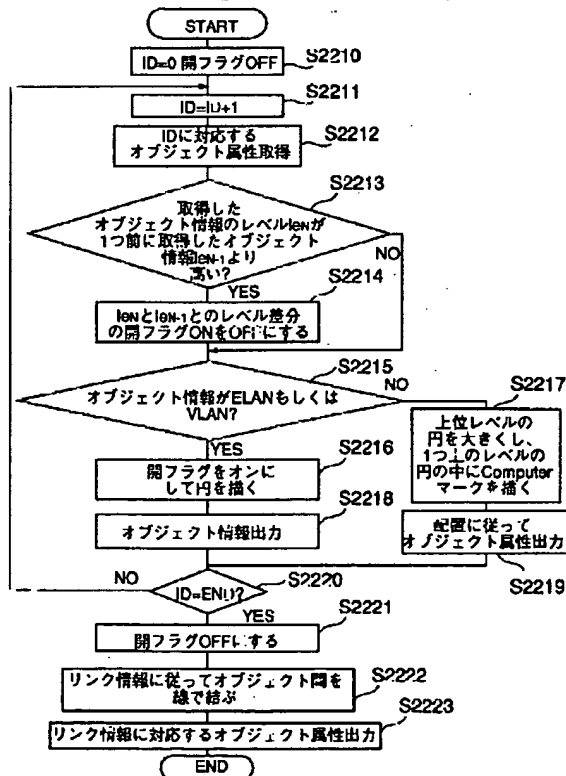 START
S2210
ID=0 開フラグOFF
S2211
ID=ID+1
S2212
IDに対応する
オブジェクト属性取得
S2213
取得した
オブジェクト情報のレベルleNが
1つ前に取得したオブジェクト
情報leN-1より
高い?
NO
YES
S2214
leNとleN-1とのレベル差分
の開フラグONをOFFにする
S2215
オブジェクト情報がELANもしくは
VLAN?
NO
YES
S2217
上位レベルの
円を大きくし、
1つ上のレベルの
円の中にComputer
マークを描く
S2216
開フラグをオンに
して円を描く
S2218
オブジェクト情報出力
配置に従って
オブジェクト属性出力
S2219
NO
S2220
ID=END?
YES
S2221
開フラグOFFにする
S2222
リンク情報に従ってオブジェクト間を
線で結ぶ
S2223
リンク情報に対応するオブジェクト属性出力
END